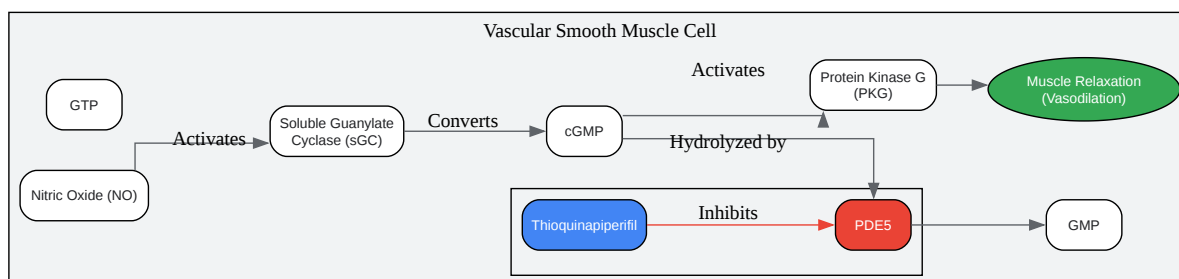 Vascular Smooth Muscle Cell
GTP
Nitric Oxide (NO)
Activates
Soluble Guanylate
Cyclase (sGC)
Converts
cGMP
Activates
Protein Kinase G
(PKG)
Muscle Relaxation
(Vasodilation)
Hydrolyzed by
Thioquinapiperifil
Inhibits
PDE5
GMP